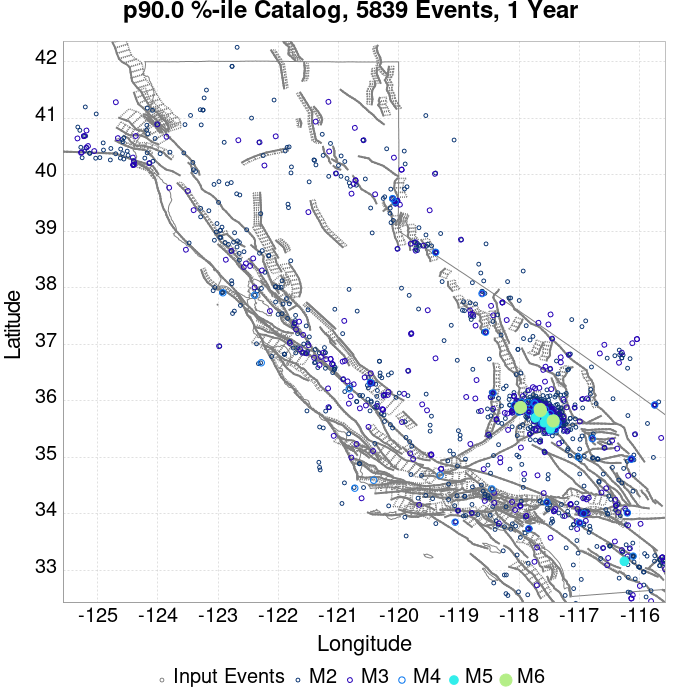 p90.0 %-ile Catalog, 5839 Events, 1 Year
42
41
40
39
38
37
36
35
34
33
Latitude
-125 -124 -123 -122 -121 -120 -119 -118 -117 -116
Longitude
Input Events M2 M3 M4 M5 M6